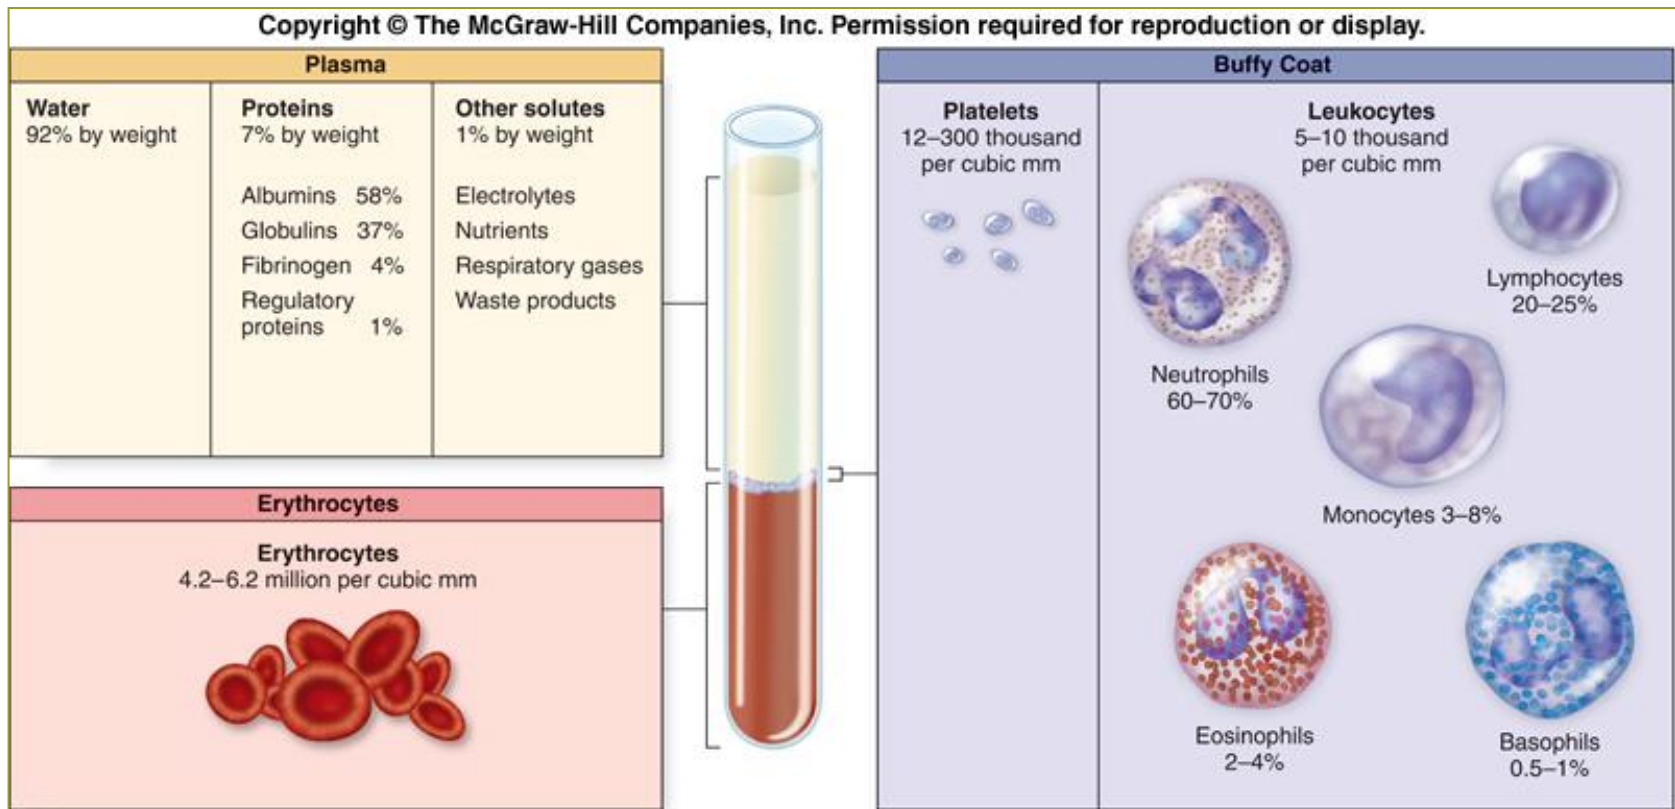 Copyright © The McGraw-Hill Companies, Inc. Permission required for reproduction or display.
Plasma
Water
92% by weight
Proteins
7% by weight
Albumins 58%
Globulins 37%
Fibrinogen 4%
Regulatory
proteins 1%
Other solutes
1% by weight
Electrolytes
Nutrients
Respiratory gases
Waste products
Erythrocytes
Erythrocytes
4.2–6.2 million per cubic mm
Buffy Coat
Platelets
12–300 thousand
per cubic mm
Leukocytes
5–10 thousand
per cubic mm
Lymphocytes
20–25%
Neutrophils
60–70%
Monocytes 3–8%
Eosinophils
2–4%
Basophils
0.5–1%